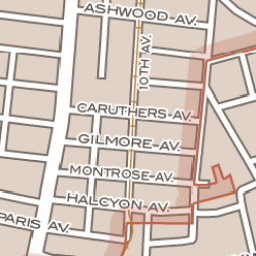 ASHWOOD AV.
10TH AV.
CARUTHERS AV.
GILMORE AV.
MONTROSE AV.
HALCYON AV.
PARIS AV.